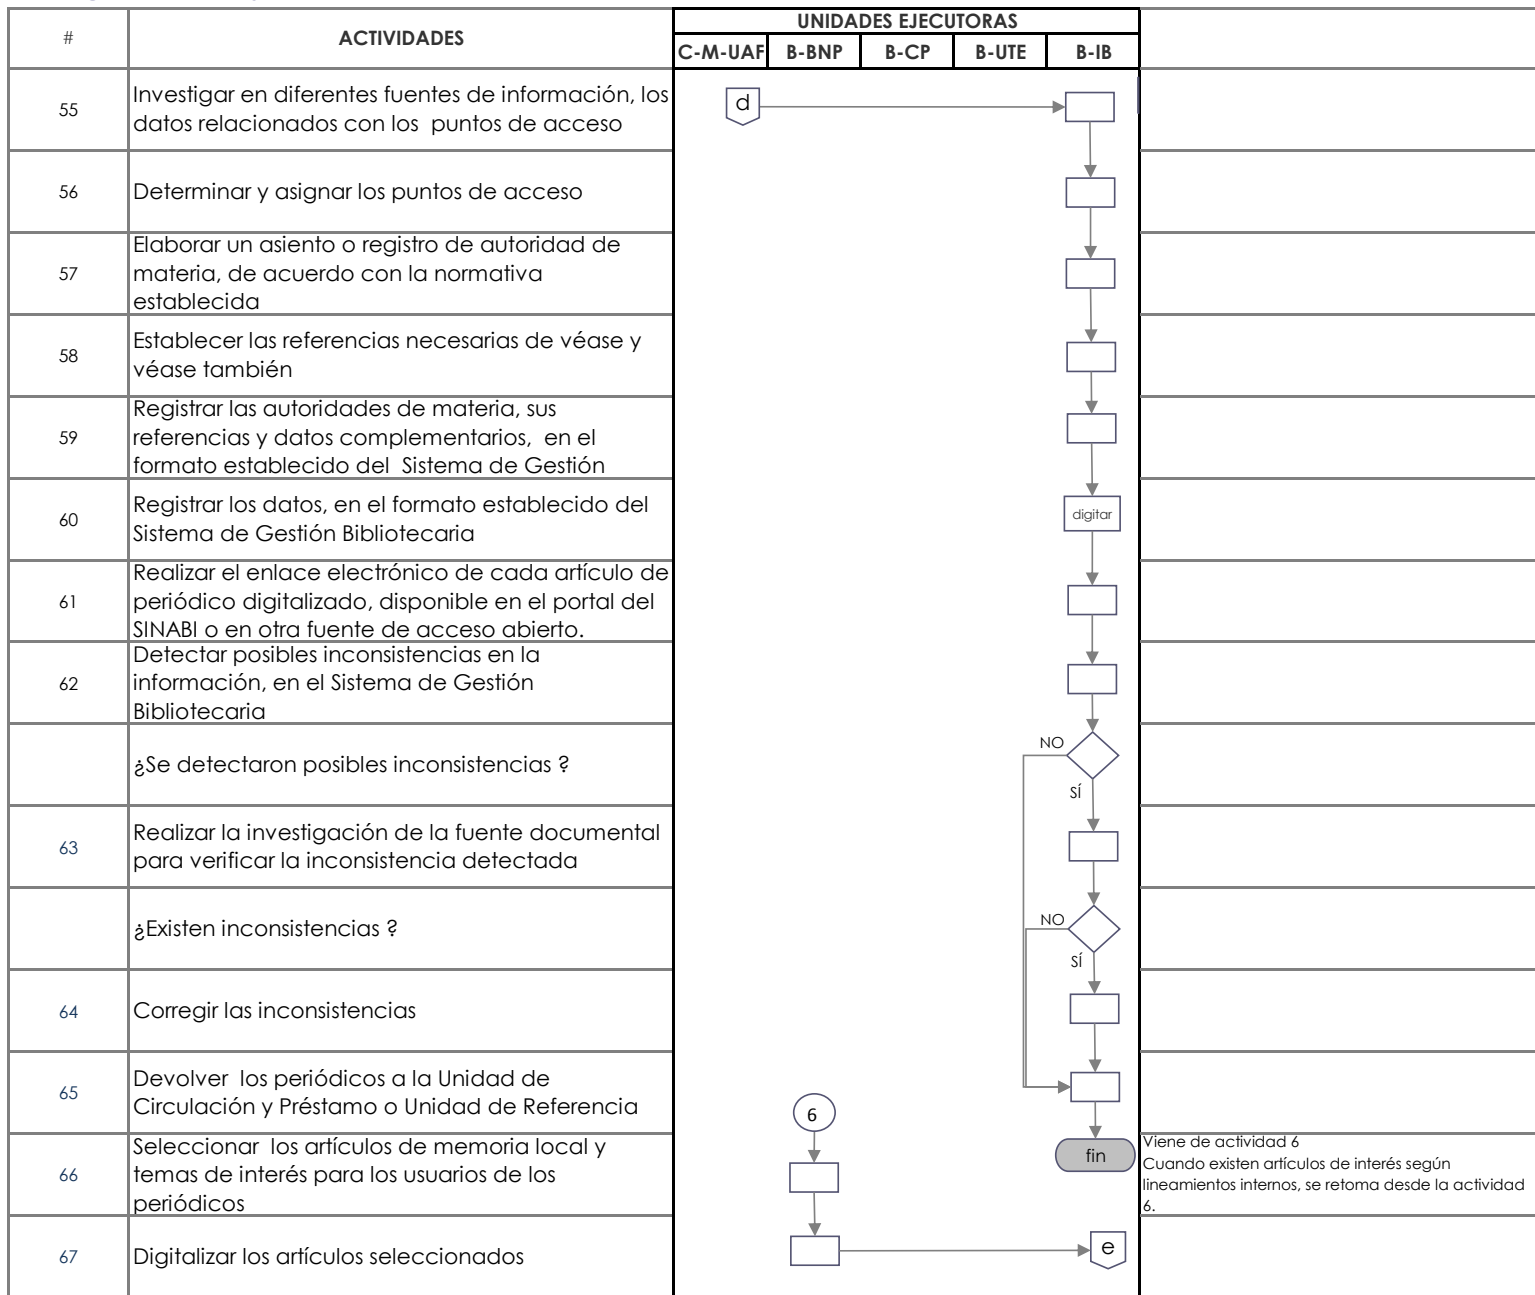 #
ACTIVIDADES
UNIDADES EJECUTORAS
C-M-UAF B-BNP B-CP B-UTE B-IB
55
Investigar en diferentes fuentes de información, los
datos relacionados con los puntos de acceso
d
56
Determinar y asignar los puntos de acceso
57
Elaborar un asiento o registro de autoridad de
materia, de acuerdo con la normativa
establecida
58
Establecer las referencias necesarias de véase y
véase también
59
Registrar las autoridades de materia, sus
referencias y datos complementarios, en el
formato establecido del Sistema de Gestión
60
Registrar los datos, en el formato establecido del
Sistema de Gestión Bibliotecaria
digitar
61
Realizar el enlace electrónico de cada artículo de
periódico digitalizado, disponible en el portal del
SINABI o en otra fuente de acceso abierto.
62
Detectar posibles inconsistencias en la
información, en el Sistema de Gestión
Bibliotecaria
¿Se detectaron posibles inconsistencias ?
NO
SÍ
63
Realizar la investigación de la fuente documental
para verificar la inconsistencia detectada
¿Existen inconsistencias ?
NO
SÍ
64
Corregir las inconsistencias
65
Devolver los periódicos a la Unidad de
Circulación y Préstamo o Unidad de Referencia
6
66
Seleccionar los artículos de memoria local y
temas de interés para los usuarios de los
periódicos
fin
Viene de actividad 6
Cuando existen artículos de interés según
lineamientos internos, se retoma desde la actividad
6.
67
Digitalizar los artículos seleccionados
e